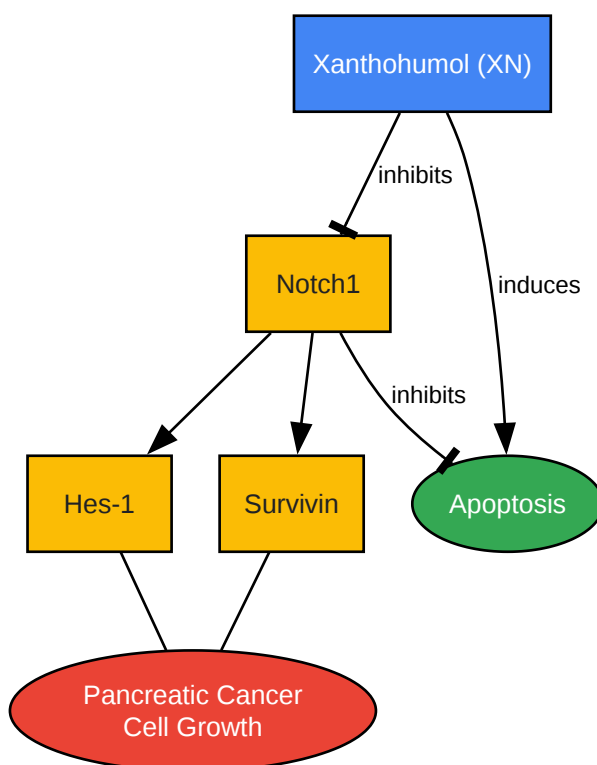 Xanthohumol (XN)
inhibits
Notch1
induces
inhibits
Hes-1
Survivin
Apoptosis
Pancreatic Cancer
Cell Growth